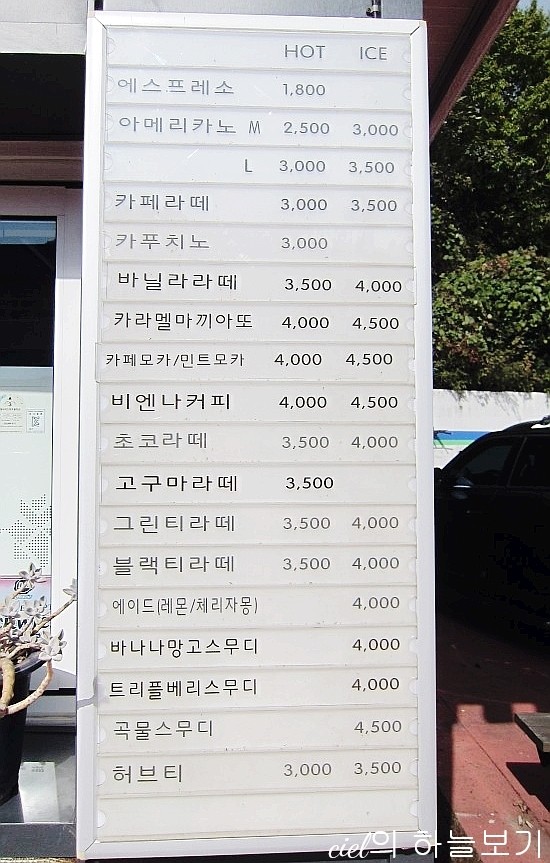 HOT ICE
에스프레소 1,800
아메리카노 M 2,500 3,000
L 3,000 3,500
카페라떼 3,000 3,500
카푸치노 3,000
바닐라라떼 3,500 4,000
카라멜마끼아또 4,000 4,500
카페모카/민트모카 4,000 4,500
비엔나커피 4,000 4,500
초코라떼 3,500 4,000
고구마라떼 3,500
그린티라떼 3,500 4,000
블랙티라떼 3,500 4,000
에이드(레몬/체리자몽) 4,000
바나나망고스무디 4,000
트리플베리스무디 4,000
곡물스무디 4,500
허브티 3,000 3,500
ciel의 하늘보기